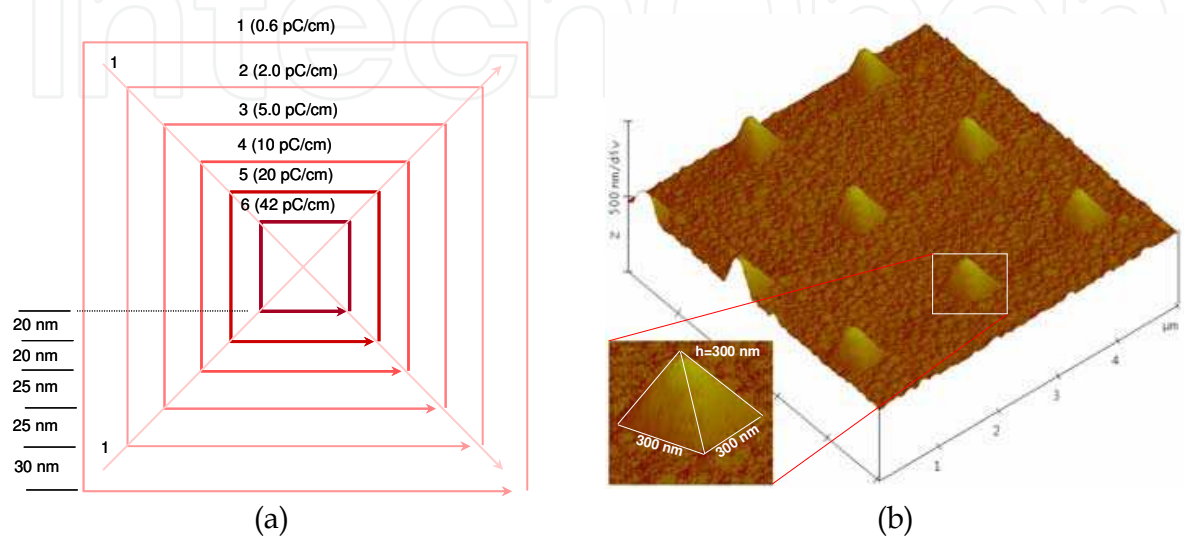 IntechOpen
1 (0.6 pC/cm)
1
2 (2.0 pC/cm)
3 (5.0 pC/cm)
4 (10 pC/cm)
5 (20 pC/cm)
6 (42 pC/cm)
20 nm
20 nm
25 nm
25 nm
1
30 nm
(a)
Z 500 nm/div
µm
4
3
2
1
h=300 nm
300 nm
300 nm
(b)